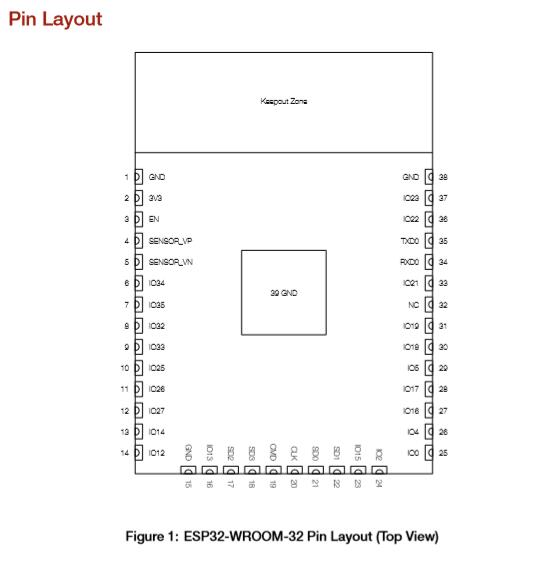 Pin Layout
Keepout Zone
1 GND
2 3V3
3 EN
4 SENSOR_VP
5 SENSOR_VN
6 IO34
7 IO35
8 IO32
9 IO33
10 IO25
11 IO26
12 IO27
13 IO14
14 IO12
39 GND
GND 38
IO23 37
IO22 36
TXD0 35
RXD0 34
IO21 33
NC 32
IO19 31
IO18 30
IO5 29
IO17 28
IO16 27
IO4 26
IO0 25
GND 15
IO13 16
SD2 17
SD3 18
CMD 19
CLK 20
SD0 21
SD1 22
IO15 23
IO2 24
Figure 1: ESP32-WROOM-32 Pin Layout (Top View)